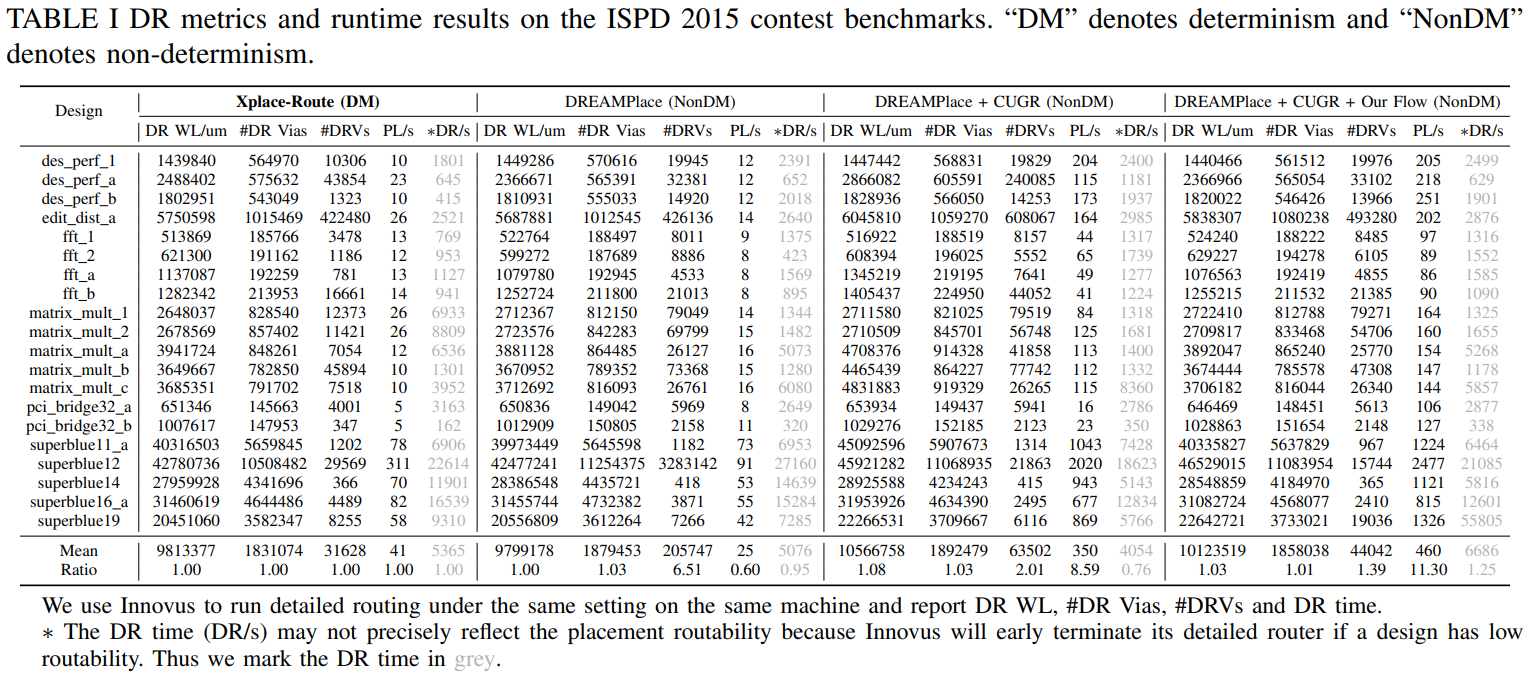 TABLE I DR metrics and runtime results on the ISPD 2015 contest benchmarks. “DM” denotes determinism and “NonDM”
denotes non-determinism.
Design Xplace-Route (DM) DREAMPlace (NonDM) DREAMPlace + CUGR (NonDM) DREAMPlace + CUGR + Our Flow (NonDM)
DR WL/um #DR Vias #DRVs PL/s ∗DR/s DR WL/um #DR Vias #DRVs PL/s ∗DR/s DR WL/um #DR Vias #DRVs PL/s ∗DR/s DR WL/um #DR Vias #DRVs PL/s ∗DR/s
des_perf_1 1439840 564970 10306 10 1801 1449286 570616 19945 12 2391 1447442 568831 19829 204 2400 1440466 561512 19976 205 2499
des_perf_a 2488402 575632 43854 23 645 2366671 565391 32381 12 652 2866082 605591 240085 115 1181 2366966 565054 33102 218 629
des_perf_b 1802951 543049 1323 10 415 1810931 555033 14920 12 2018 1828936 566050 14253 173 1937 1820022 546426 13966 251 1901
edit_dist_a 5750598 1015469 422480 26 2521 5687881 1012545 426136 14 2640 6045810 1059270 608067 164 2985 5838307 1080238 493280 202 2876
fft_1 513869 185766 3478 13 769 522764 188497 8011 9 1375 516922 188519 8157 44 1317 524240 188222 8485 97 1316
fft_2 621300 191162 1186 12 953 599272 187689 8886 8 423 608394 196025 5552 65 1739 629227 194278 6105 89 1552
fft_a 1137087 192259 781 13 1127 1079780 192945 4533 8 1569 1345219 219195 7641 49 1277 1076563 192419 4855 86 1585
fft_b 1282342 213953 16661 14 941 1252724 211800 21013 8 895 1405437 224950 44052 41 1224 1255215 211532 21385 90 1090
matrix_mult_1 2648037 828540 12373 26 6933 2712367 812150 79049 14 1344 2711580 821025 79519 84 1318 2722410 812788 79271 164 1325
matrix_mult_2 2678569 857402 11421 26 8809 2723576 842283 69799 15 1482 2710509 845701 56748 125 1681 2709817 833468 54706 160 1655
matrix_mult_a 3941724 848261 7054 12 6536 3881128 864485 26127 16 5073 4708376 914328 41858 113 1400 3892047 865240 25770 154 5268
matrix_mult_b 3649667 782850 45894 10 1301 3670952 789352 73368 15 1280 4465439 864227 77742 112 1332 3674444 785578 47308 147 1178
matrix_mult_c 3685351 791702 7518 10 3952 3712692 816093 26761 16 6080 4831883 919329 26265 115 8360 3706182 816044 26340 144 5857
pci_bridge32_a 651346 145663 4001 5 3163 650836 149042 5969 8 2649 653934 149437 5941 16 2786 646469 148451 5613 106 2877
pci_bridge32_b 1007617 147953 347 5 162 1012909 150805 2158 11 320 1029276 152185 2123 23 350 1028863 151654 2148 127 338
superblue11_a 40316503 5659845 1202 78 6906 39973449 5645598 1182 73 6953 45092596 5907673 1314 1043 7428 40335827 5637829 967 1224 6464
superblue12 42780736 10508482 29569 311 22614 42477241 11254375 3283142 91 27160 45921282 11068935 21863 2020 18623 46529015 11083954 15744 2477 21085
superblue14 27959928 4341696 366 70 11901 28386548 4435721 418 53 14639 28925588 4234243 415 943 5143 28548859 4184970 365 1121 5816
superblue16_a 31460619 4644486 4489 82 16539 31455744 4732382 3871 55 15284 31953926 4634390 2495 677 12834 31082724 4568077 2410 815 12601
superblue19 20451060 3582347 8255 58 9310 20556809 3612264 7266 42 7285 22266531 3709667 6116 869 5766 22642721 3733021 19036 1326 55805
Mean 9813377 1831074 31628 41 5365 9799178 1879453 205747 25 5076 10566758 1892479 63502 350 4054 10123519 1858038 44042 460 6686
Ratio 1.00 1.00 1.00 1.00 1.00 1.00 1.03 6.51 0.60 0.95 1.08 1.03 2.01 8.59 0.76 1.03 1.01 1.39 11.30 1.25
We use Innovus to run detailed routing under the same setting on the same machine and report DR WL, #DR Vias, #DRVs and DR time.
∗ The DR time (DR/s) may not precisely reflect the placement routability because Innovus will early terminate its detailed router if a design has low
routability. Thus we mark the DR time in grey.